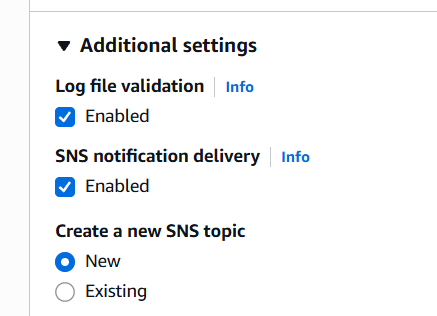 Additional settings
Log file validation Info
Enabled
SNS notification delivery Info
Enabled
Create a new SNS topic
New
Existing